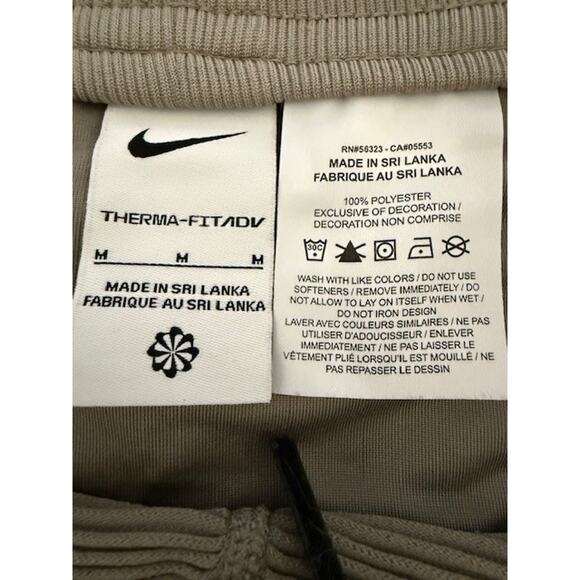 THERMA-FIT ADV
M M M
MADE IN SRI LANKA
FABRIQUE AU SRI LANKA
RN#56323 - CA#05553
MADE IN SRI LANKA
FABRIQUE AU SRI LANKA
100% POLYESTER
EXCLUSIVE OF DECORATION /
DECORATION NON COMPRISE
30C
WASH WITH LIKE COLORS / DO NOT USE
SOFTENERS / REMOVE IMMEDIATELY / DO
NOT ALLOW TO LAY ON ITSELF WHEN WET /
DO NOT IRON DESIGN
LAVER AVEC COULEURS SIMILAIRES / NE PAS
UTILISER D'ADOUCISSEUR / ENLEVER
IMMEDIATEMENT / NE PAS LAISSER LE
VÊTEMENT PLIÉ LORSQU'IL EST MOUILLÉ / NE
PAS REPASSER LE DESSIN